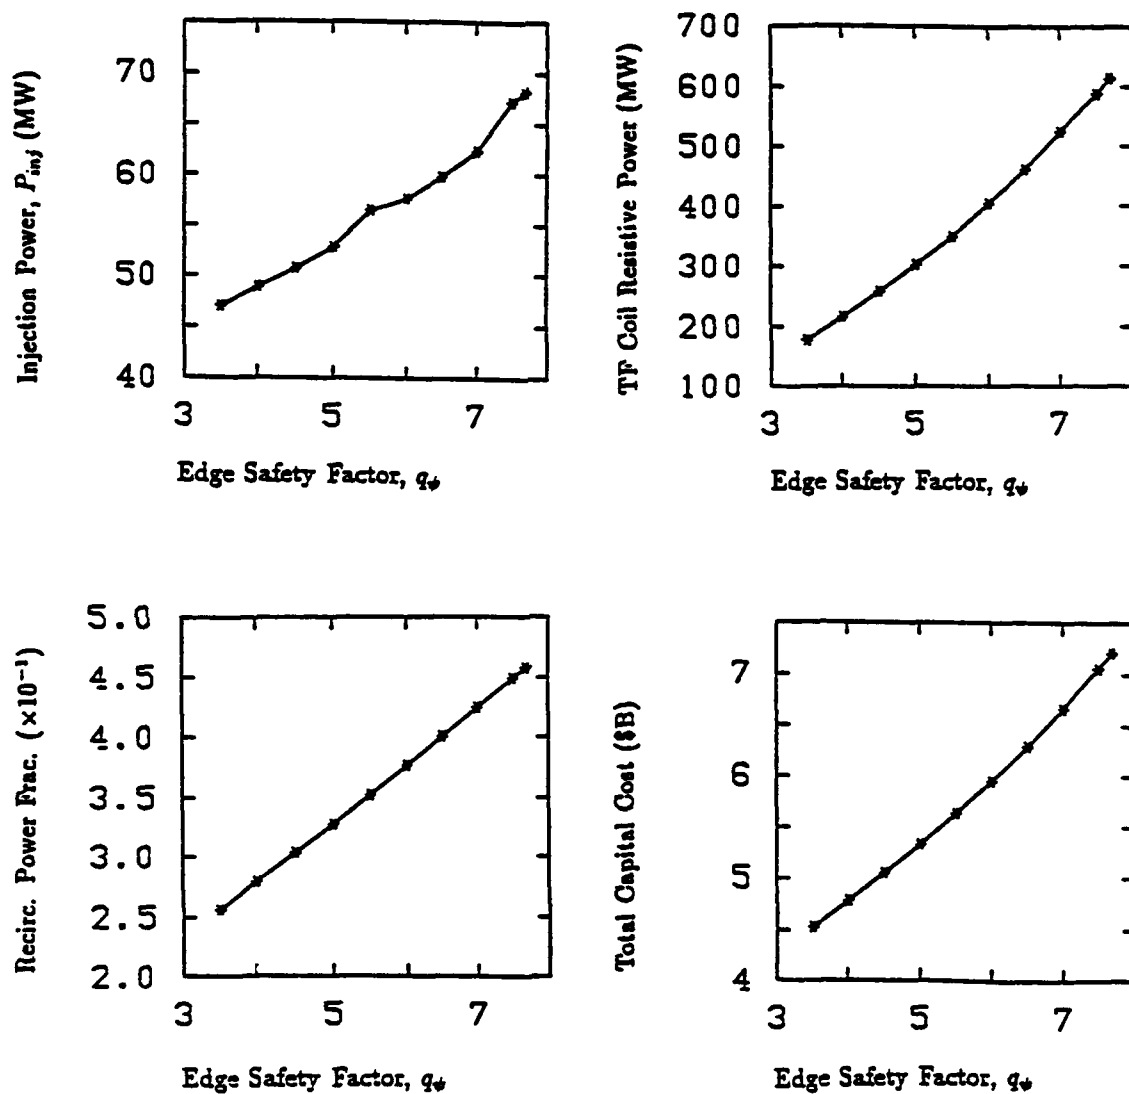 Injection Power, P_inj (MW)
70
60
50
40
3 5 7
Edge Safety Factor, q_ψ
TF Coil Resistive Power (MW)
700
600
500
400
300
200
100
3 5 7
Edge Safety Factor, q_ψ
Recirc. Power Frac. (×10⁻¹)
5.0
4.5
4.0
3.5
3.0
2.5
2.0
3 5 7
Edge Safety Factor, q_ψ
Total Capital Cost ($B)
7
6
5
4
3 5 7
Edge Safety Factor, q_ψ